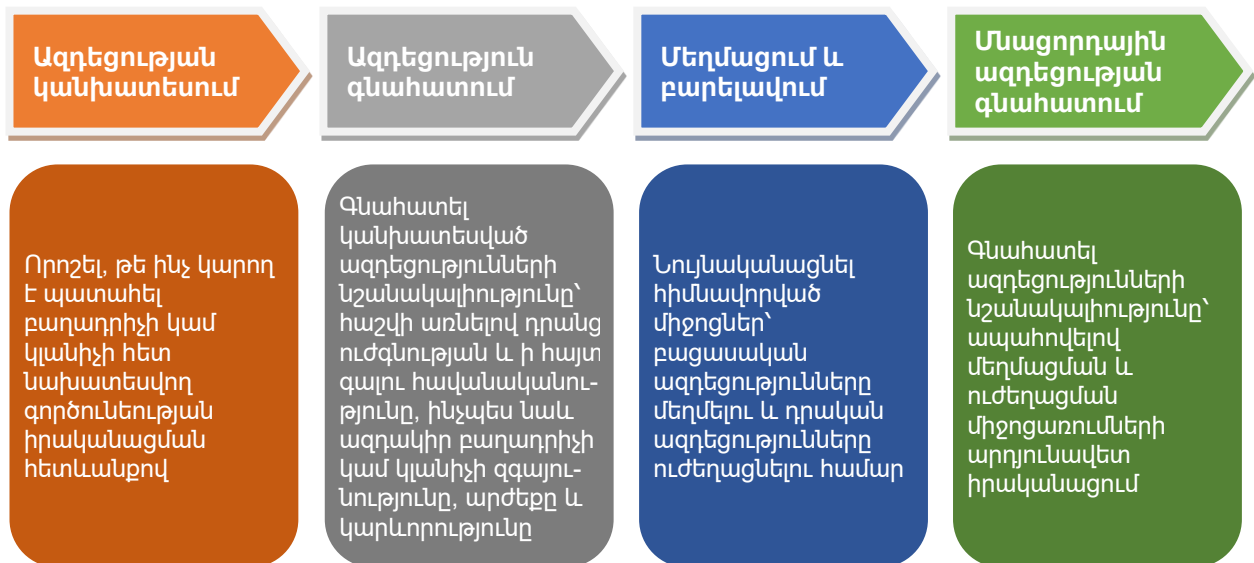 Ազդեցության
կանխատեսում
Ազդեցություն
գնահատում
Մեղմացում և
բարելավում
Մնացորդային
ազդեցության
գնահատում
Որոշել, թե ինչ կարող
է պատահել
բաղադրիչի կամ
կլանիչի հետ
նախատեսվող
գործունեության
իրականացման
հետևանքով
Գնահատել
կանխատեսված
ազդեցությունների
նշանակալիությունը՝
հաշվի առնելով դրանց
ուժգնության և ի հայտ
գալու հավանականու-
թյունը, ինչպես նաև
ազդակիր բաղադրիչի
կամ կլանիչի զգայու-
նությունը, արժեքը և
կարևորությունը
Նույնականացնել
հիմնավորված
միջոցներ՝
բացասական
ազդեցությունները
մեղմելու և դրական
ազդեցությունները
ուժեղացնելու համար
Գնահատել
ազդեցությունների
նշանակալիությունը՝
ապահովելով
մեղմացման և
ուժեղացման
միջոցառումների
արդյունավետ
իրականացում